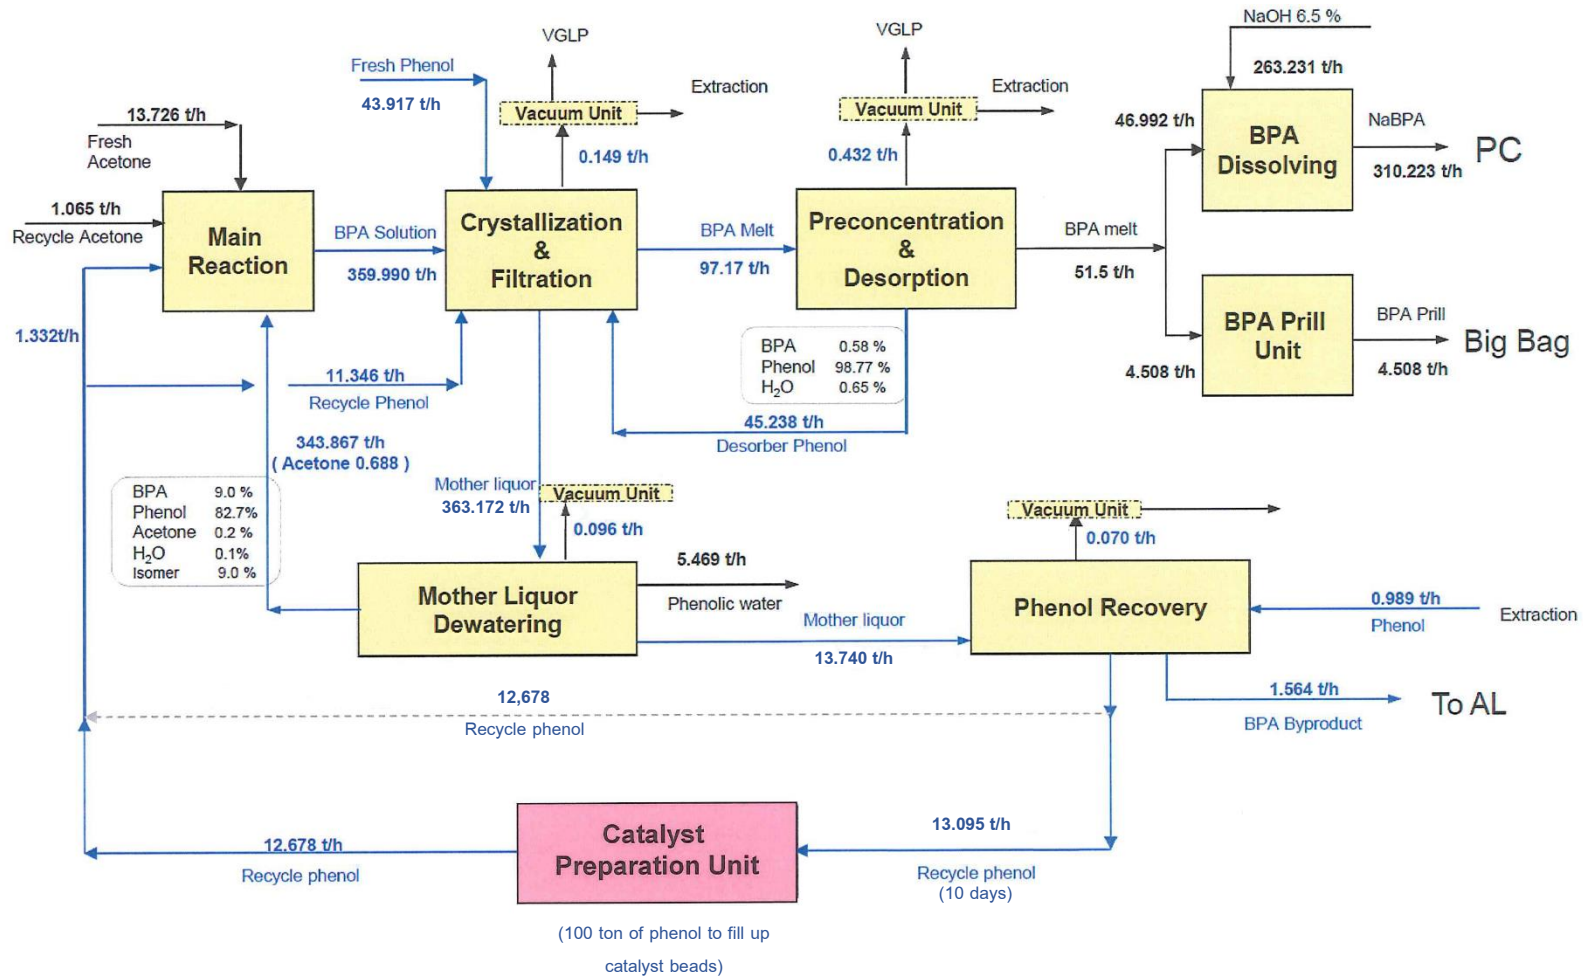 NaOH 6.5 %
VGLP
VGLP
263.231 t/h
Fresh Phenol
43.917 t/h
Extraction
Extraction
Vacuum Unit
Vacuum Unit
13.726 t/h
Fresh
Acetone
46.992 t/h
BPA
Dissolving
NaBPA
310.223 t/h
PC
0.149 t/h
0.432 t/h
1.065 t/h
Recycle Acetone
Main
Reaction
BPA Solution
359.990 t/h
Crystallization
&
Filtration
BPA Melt
97.17 t/h
Preconcentration
&
Desorption
BPA melt
51.5 t/h
1.332t/h
BPA 0.58 %
Phenol 98.77 %
H₂O 0.65 %
BPA Prill
Unit
BPA Prill
4.508 t/h
4.508 t/h
Big Bag
11.346 t/h
Recycle Phenol
45.238 t/h
Desorber Phenol
343.867 t/h
( Acetone 0.688 )
BPA 9.0 %
Phenol 82.7%
Acetone 0.2 %
H₂O 0.1%
Isomer 9.0 %
Mother liquor
363.172 t/h
Vacuum Unit
0.096 t/h
Vacuum Unit
0.070 t/h
Mother Liquor
Dewatering
5.469 t/h
Phenolic water
Mother liquor
13.740 t/h
Phenol Recovery
0.989 t/h
Phenol
Extraction
1.564 t/h
BPA Byproduct
To AL
12,678
Recycle phenol
12.678 t/h
Recycle phenol
Catalyst
Preparation Unit
13.095 t/h
Recycle phenol
(10 days)
(100 ton of phenol to fill up
catalyst beads)